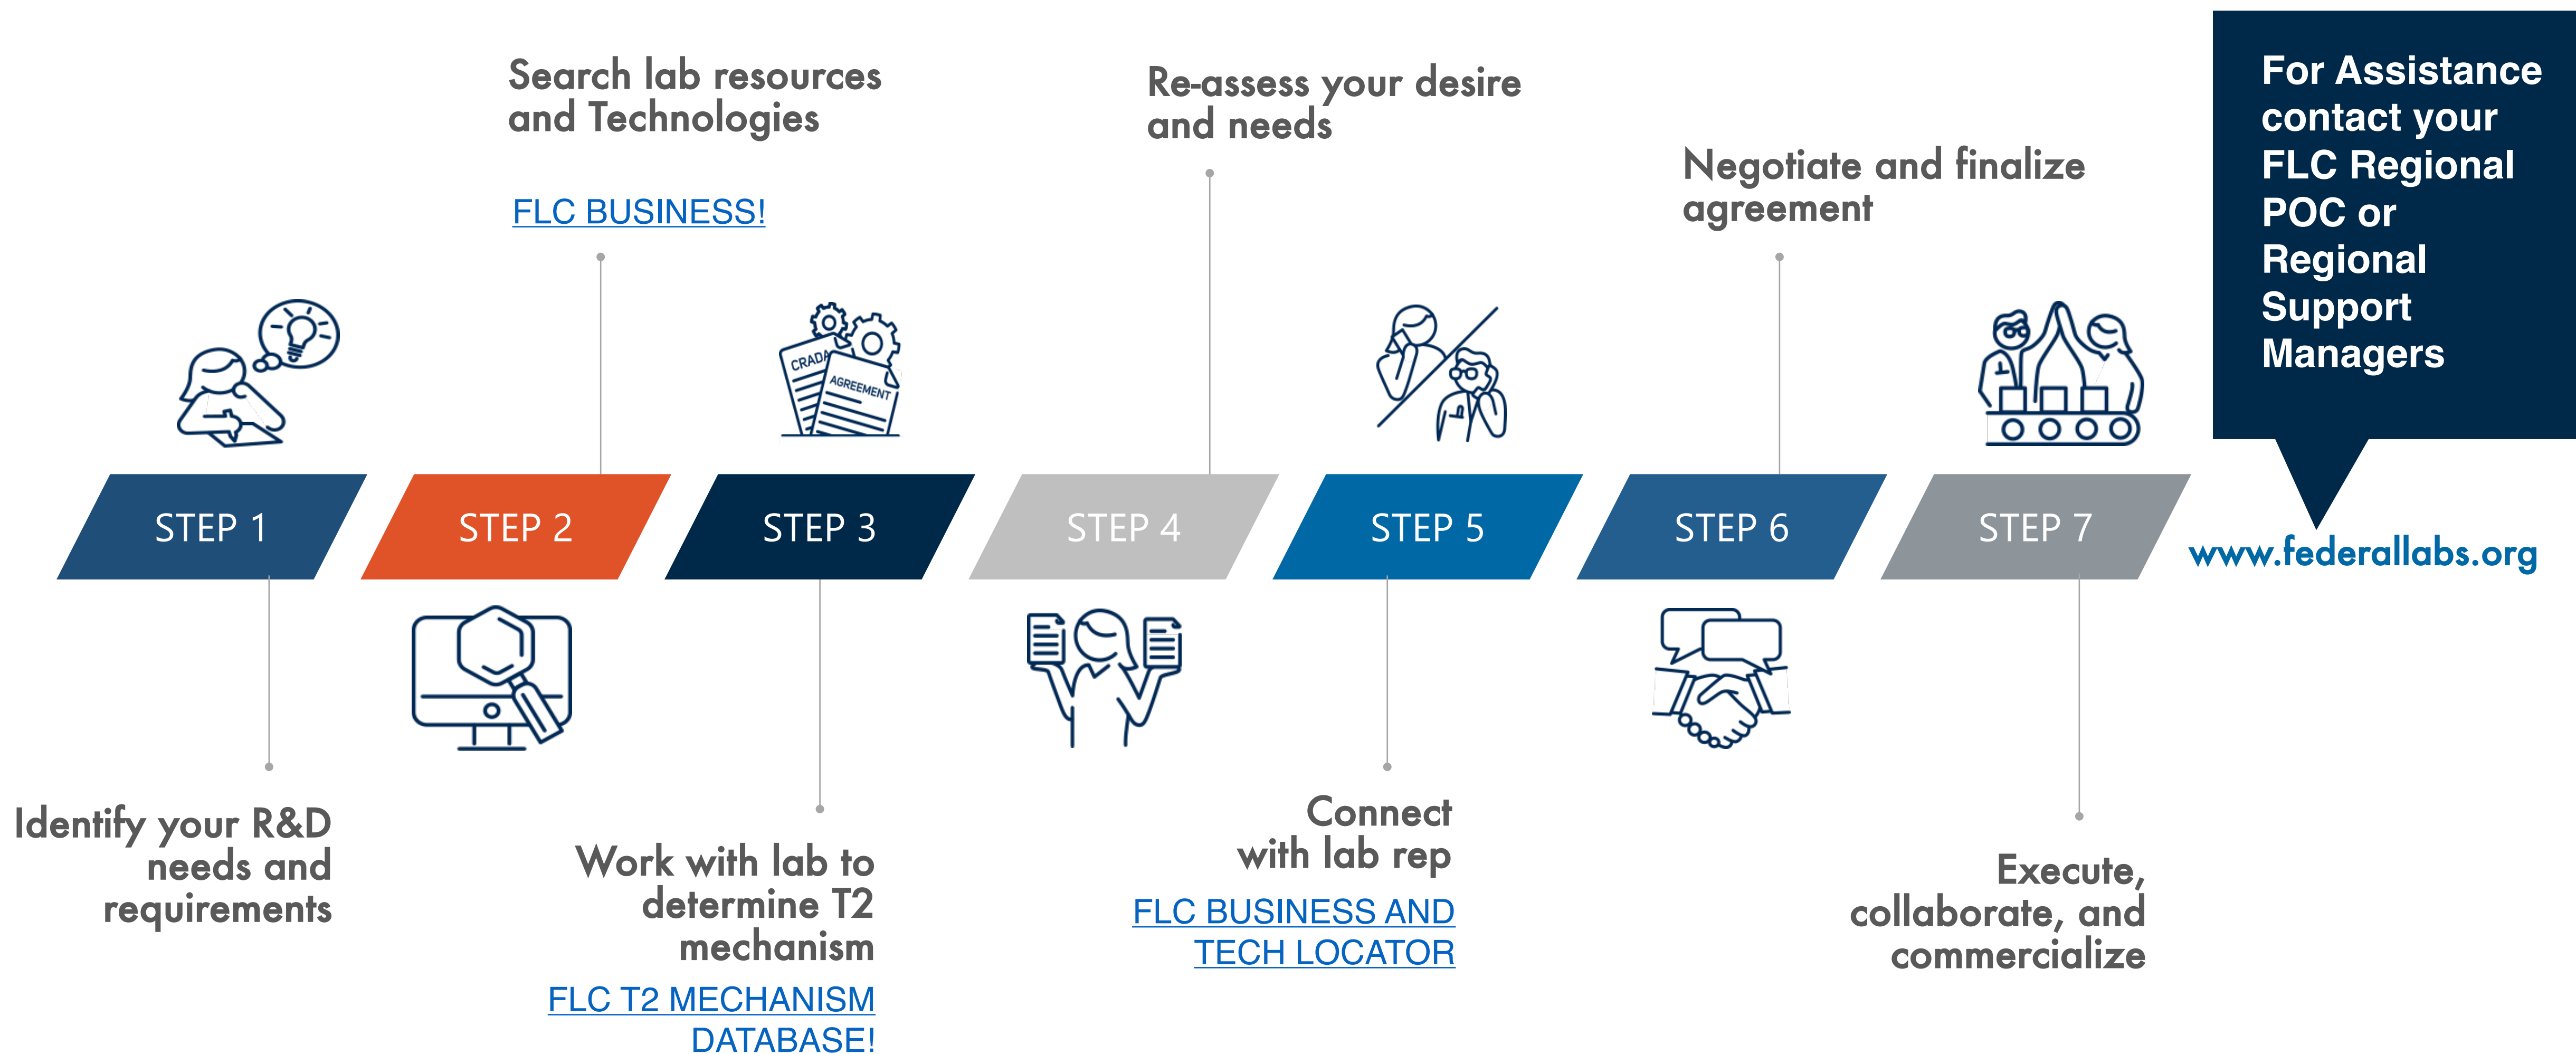 Search lab resources
and Technologies
FLC BUSINESS!
Re-assess your desire
and needs
Negotiate and finalize
agreement
For Assistance
contact your
FLC Regional
POC or
Regional
Support
Managers
CRADA
AGREEMENT
STEP 1
STEP 2
STEP 3
STEP 4
STEP 5
STEP 6
STEP 7
www.federallabs.org
Identify your R&D
needs and
requirements
Work with lab to
determine T2
mechanism
FLC T2 MECHANISM
DATABASE!
Connect
with lab rep
FLC BUSINESS AND
TECH LOCATOR
Execute,
collaborate, and
commercialize